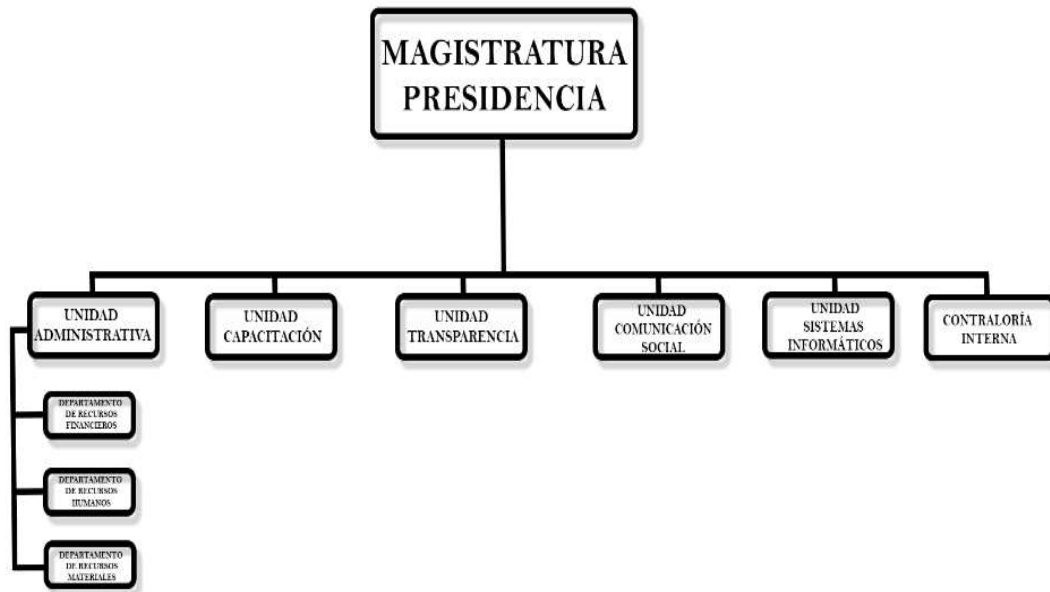 MAGISTRATURA
PRESIDENCIA
UNIDAD
ADMINISTRATIVA
UNIDAD
CAPACITACIÓN
UNIDAD
TRANSPARENCIA
UNIDAD
COMUNICACIÓN
SOCIAL
UNIDAD
SISTEMAS
INFORMÁTICOS
CONTRALORÍA
INTERNA
DEPARTAMENTO
DE RECURSOS
FINANCIEROS
DEPARTAMENTO
DE RECURSOS
HUMANOS
DEPARTAMENTO
DE RECURSOS
MATERIALES